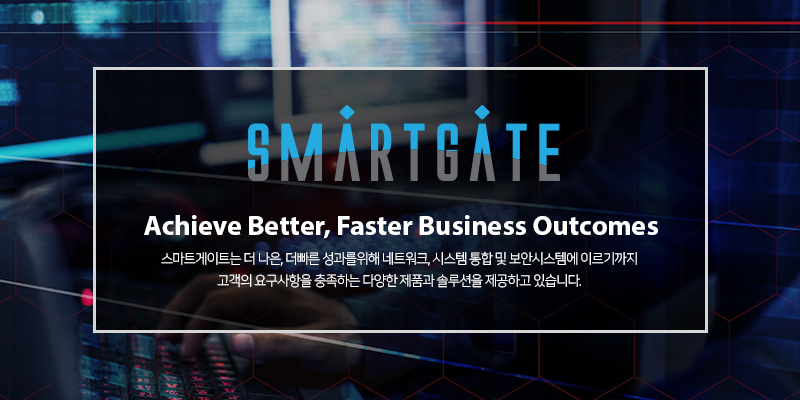 SMARTGATE
Achieve Better, Faster Business Outcomes
스마트게이트는 더 나은, 더빠른 성과를위해 네트워크, 시스템 통합 및 보안시스템에 이르기까지
고객의 요구사항을 충족하는 다양한 제품과 솔루션을 제공하고 있습니다.